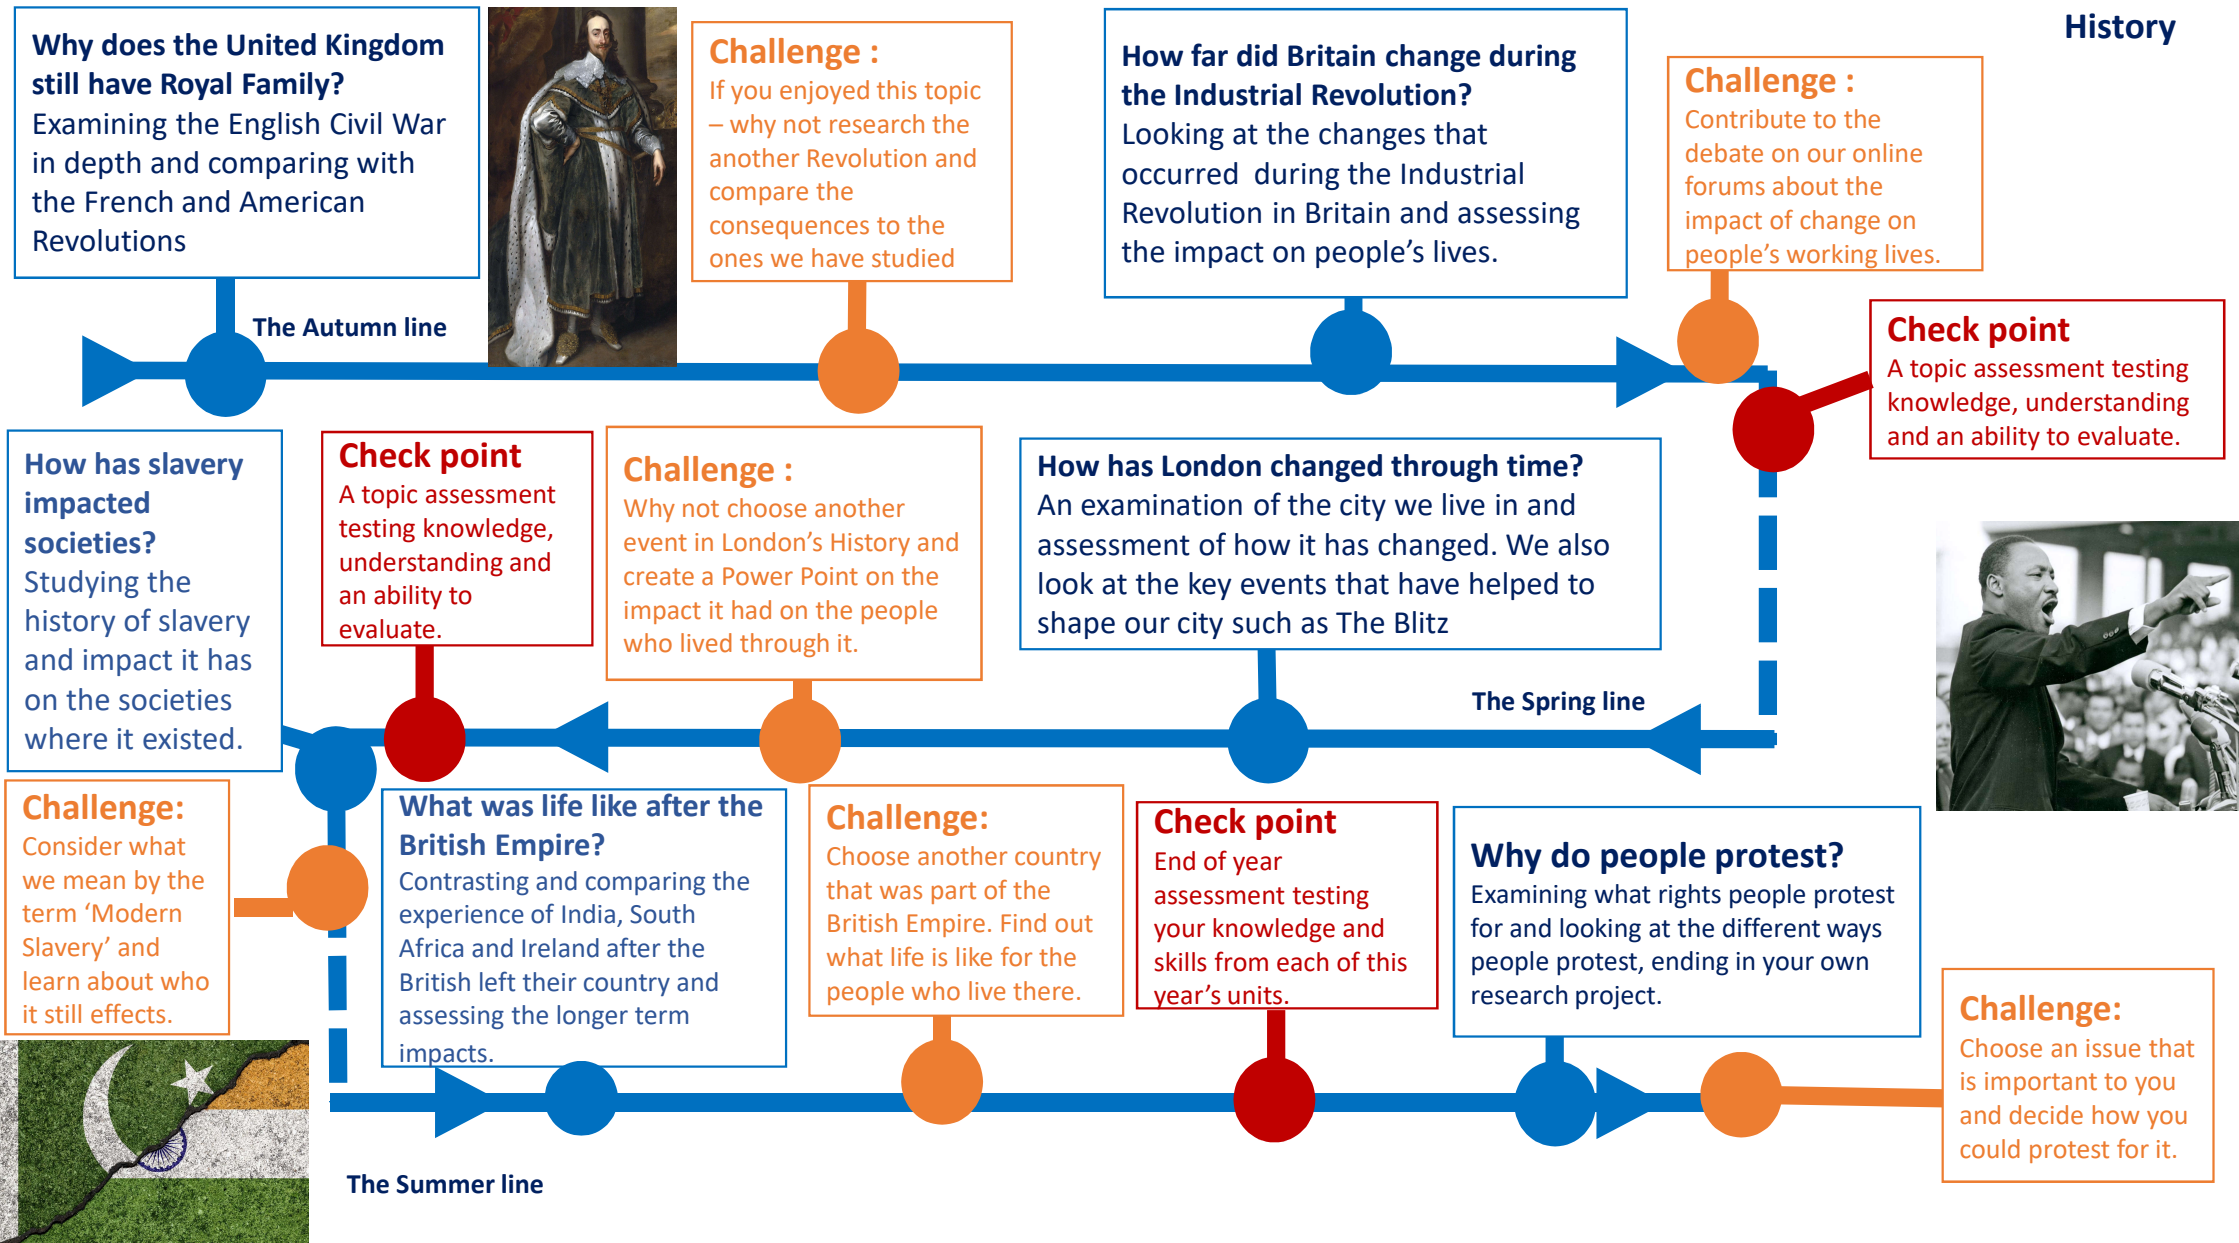 History
Why does the United Kingdom
still have Royal Family?
Examining the English Civil War
in depth and comparing with
the French and American
Revolutions
The Autumn line
Challenge :
If you enjoyed this topic
– why not research the
another Revolution and
compare the
consequences to the
ones we have studied
How far did Britain change during
the Industrial Revolution?
Looking at the changes that
occurred  during the Industrial
Revolution in Britain and assessing
the impact on people’s lives.
Challenge :
Contribute to the
debate on our online
forums about the
impact of change on
people’s working lives.
Check point
A topic assessment testing
knowledge, understanding
and an ability to evaluate.
How has London changed through time?
An examination of the city we live in and
assessment of how it has changed. We also
look at the key events that have helped to
shape our city such as The Blitz
The Spring line
Challenge :
Why not choose another
event in London’s History and
create a Power Point on the
impact it had on the people
who lived through it.
Check point
A topic assessment
testing knowledge,
understanding and
an ability to
evaluate.
How has slavery
impacted
societies?
Studying the
history of slavery
and impact it has
on the societies
where it existed.
Challenge:
Consider what
we mean by the
term ‘Modern
Slavery’ and
learn about who
it still effects.
What was life like after the
British Empire?
Contrasting and comparing the
experience of India, South
Africa and Ireland after the
British left their country and
assessing the longer term
impacts.
Challenge:
Choose another country
that was part of the
British Empire. Find out
what life is like for the
people who live there.
Check point
End of year
assessment testing
your knowledge and
skills from each of this
year’s units.
Why do people protest?
Examining what rights people protest
for and looking at the different ways
people protest, ending in your own
research project.
Challenge:
Choose an issue that
is important to you
and decide how you
could protest for it.
The Summer line